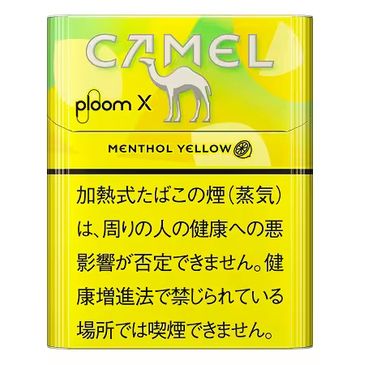 CAMEL
ploom X
MENTHOL YELLOW
加熱式たばこの煙(蒸気)
は、周りの人の健康への悪
影響が否定できません。健
康増進法で禁じられている
場所では喫煙できません。